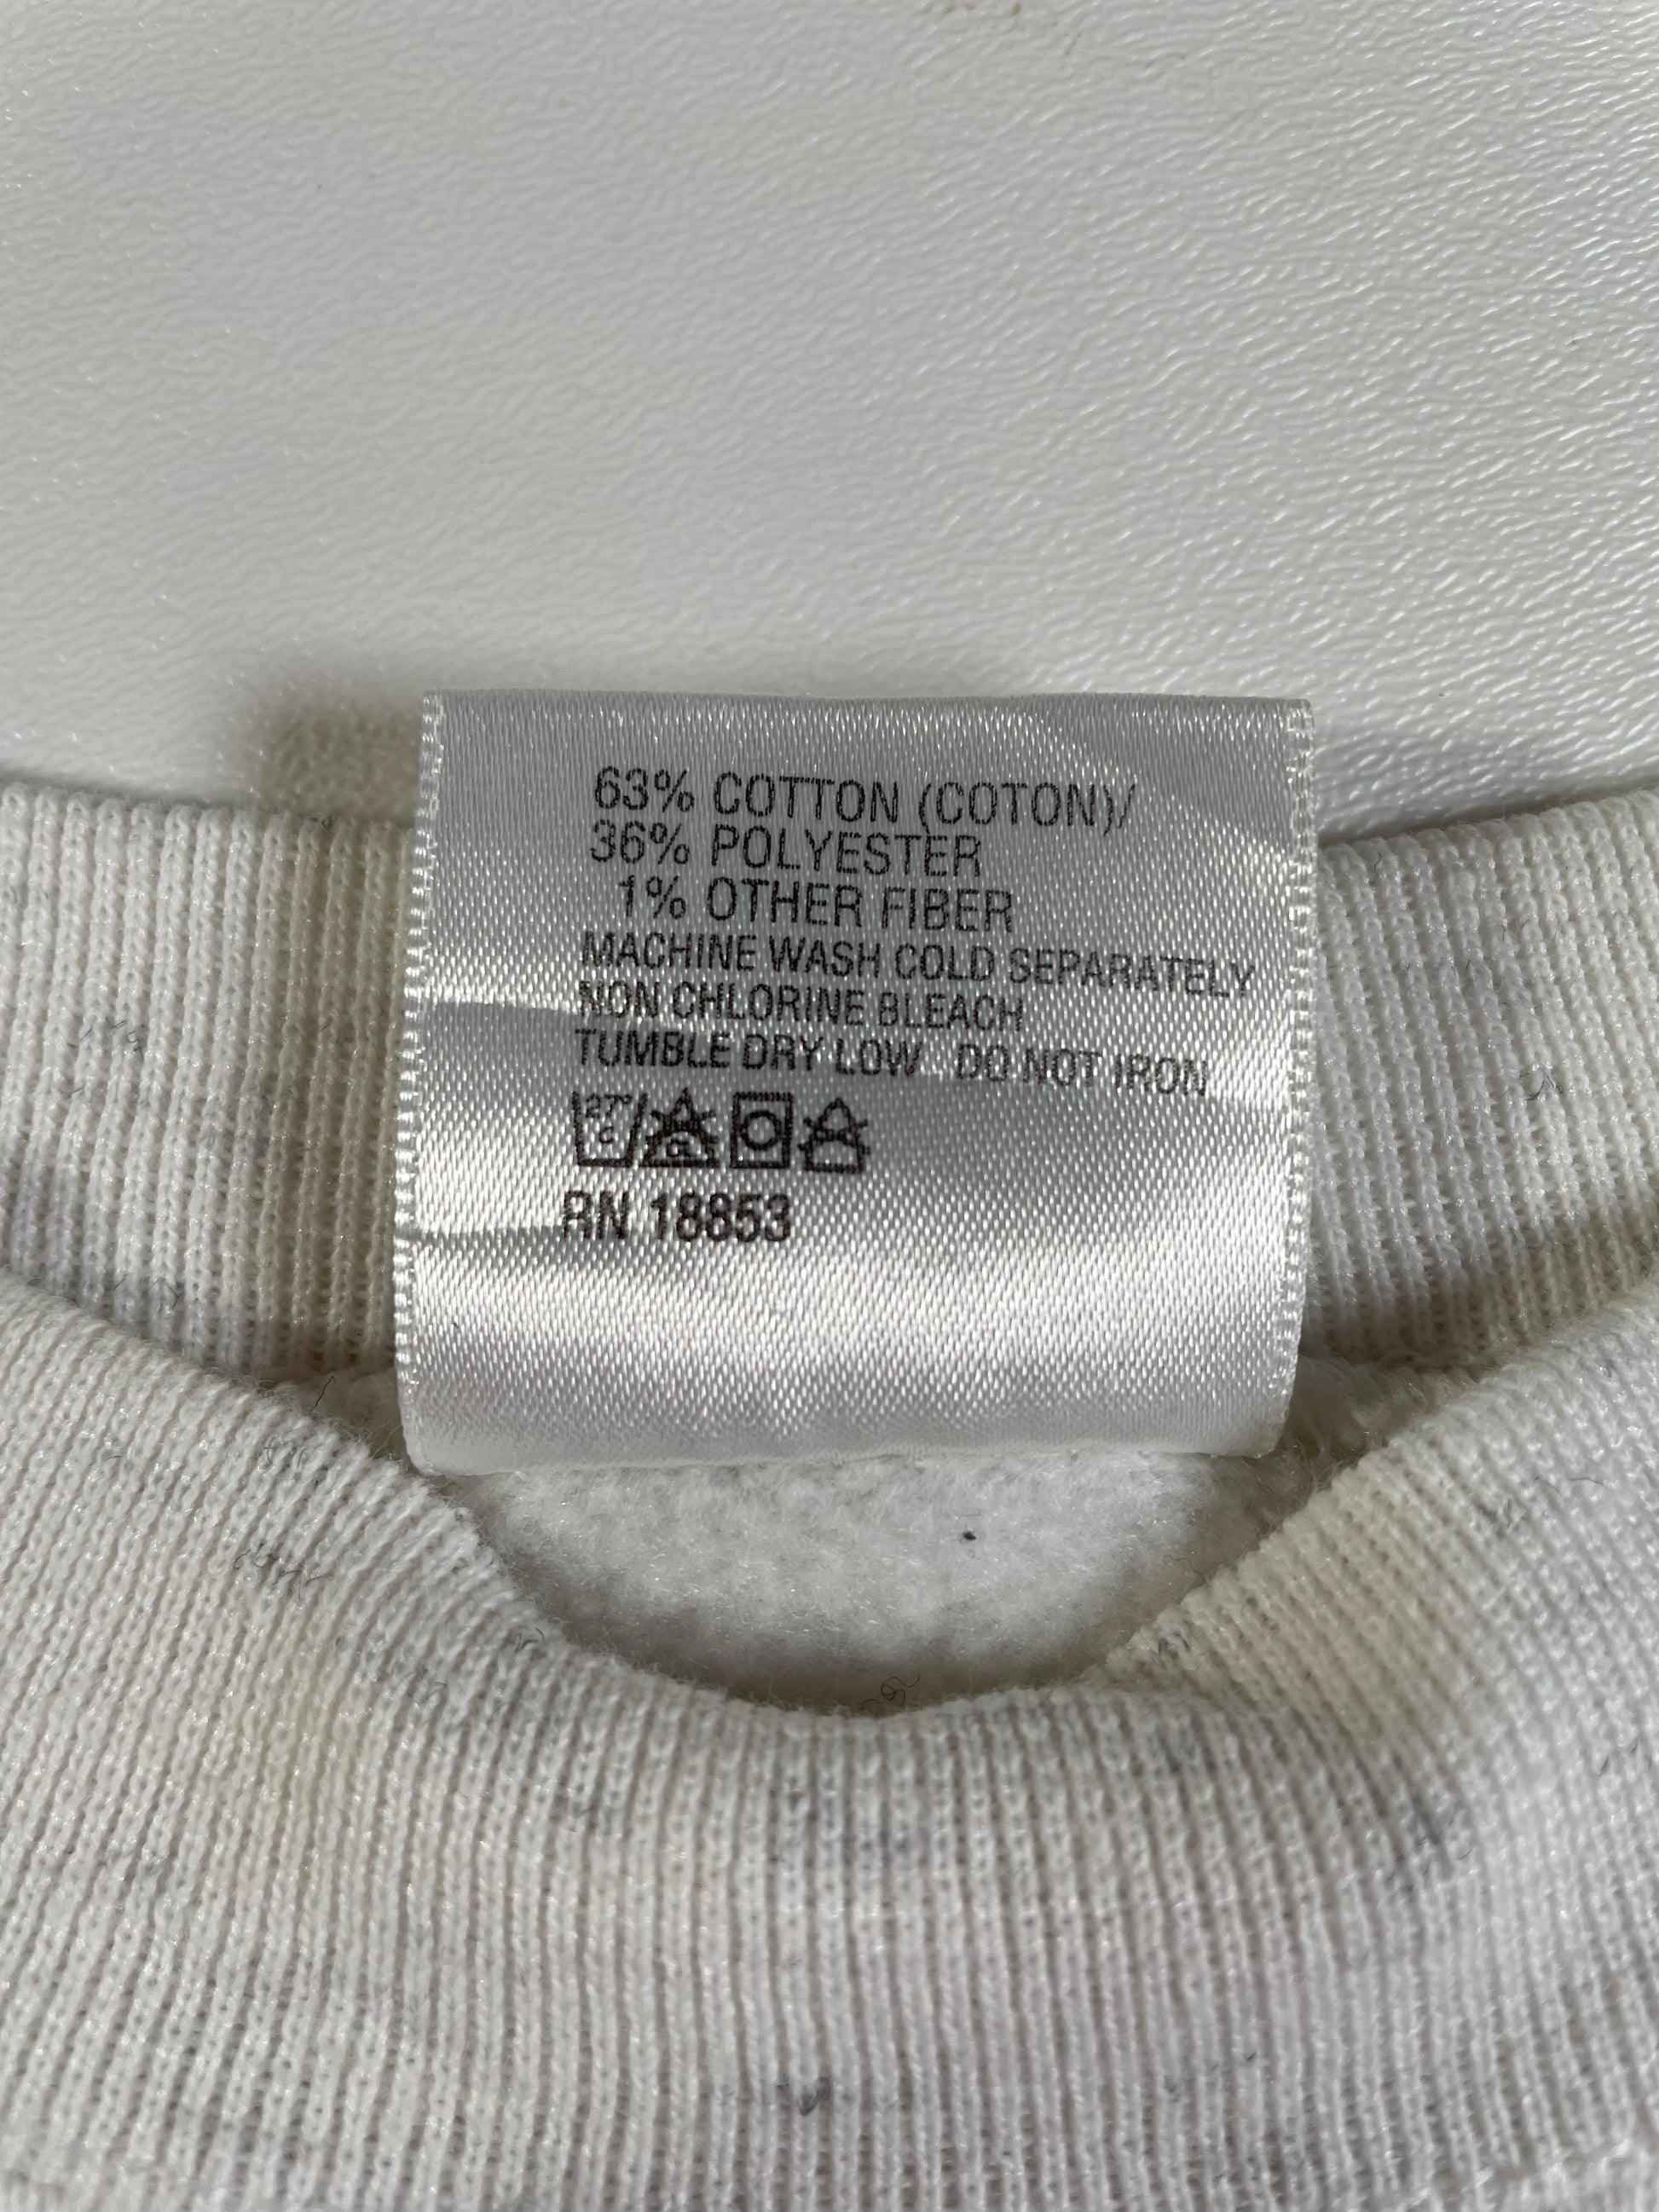 63% COTTON (COTON)/
36% POLYESTER
1% OTHER FIBER
MACHINE WASH COLD SEPARATELY
NON CHLORINE BLEACH
TUMBLE DRY LOW DO NOT IRON
27° c
RN 18853